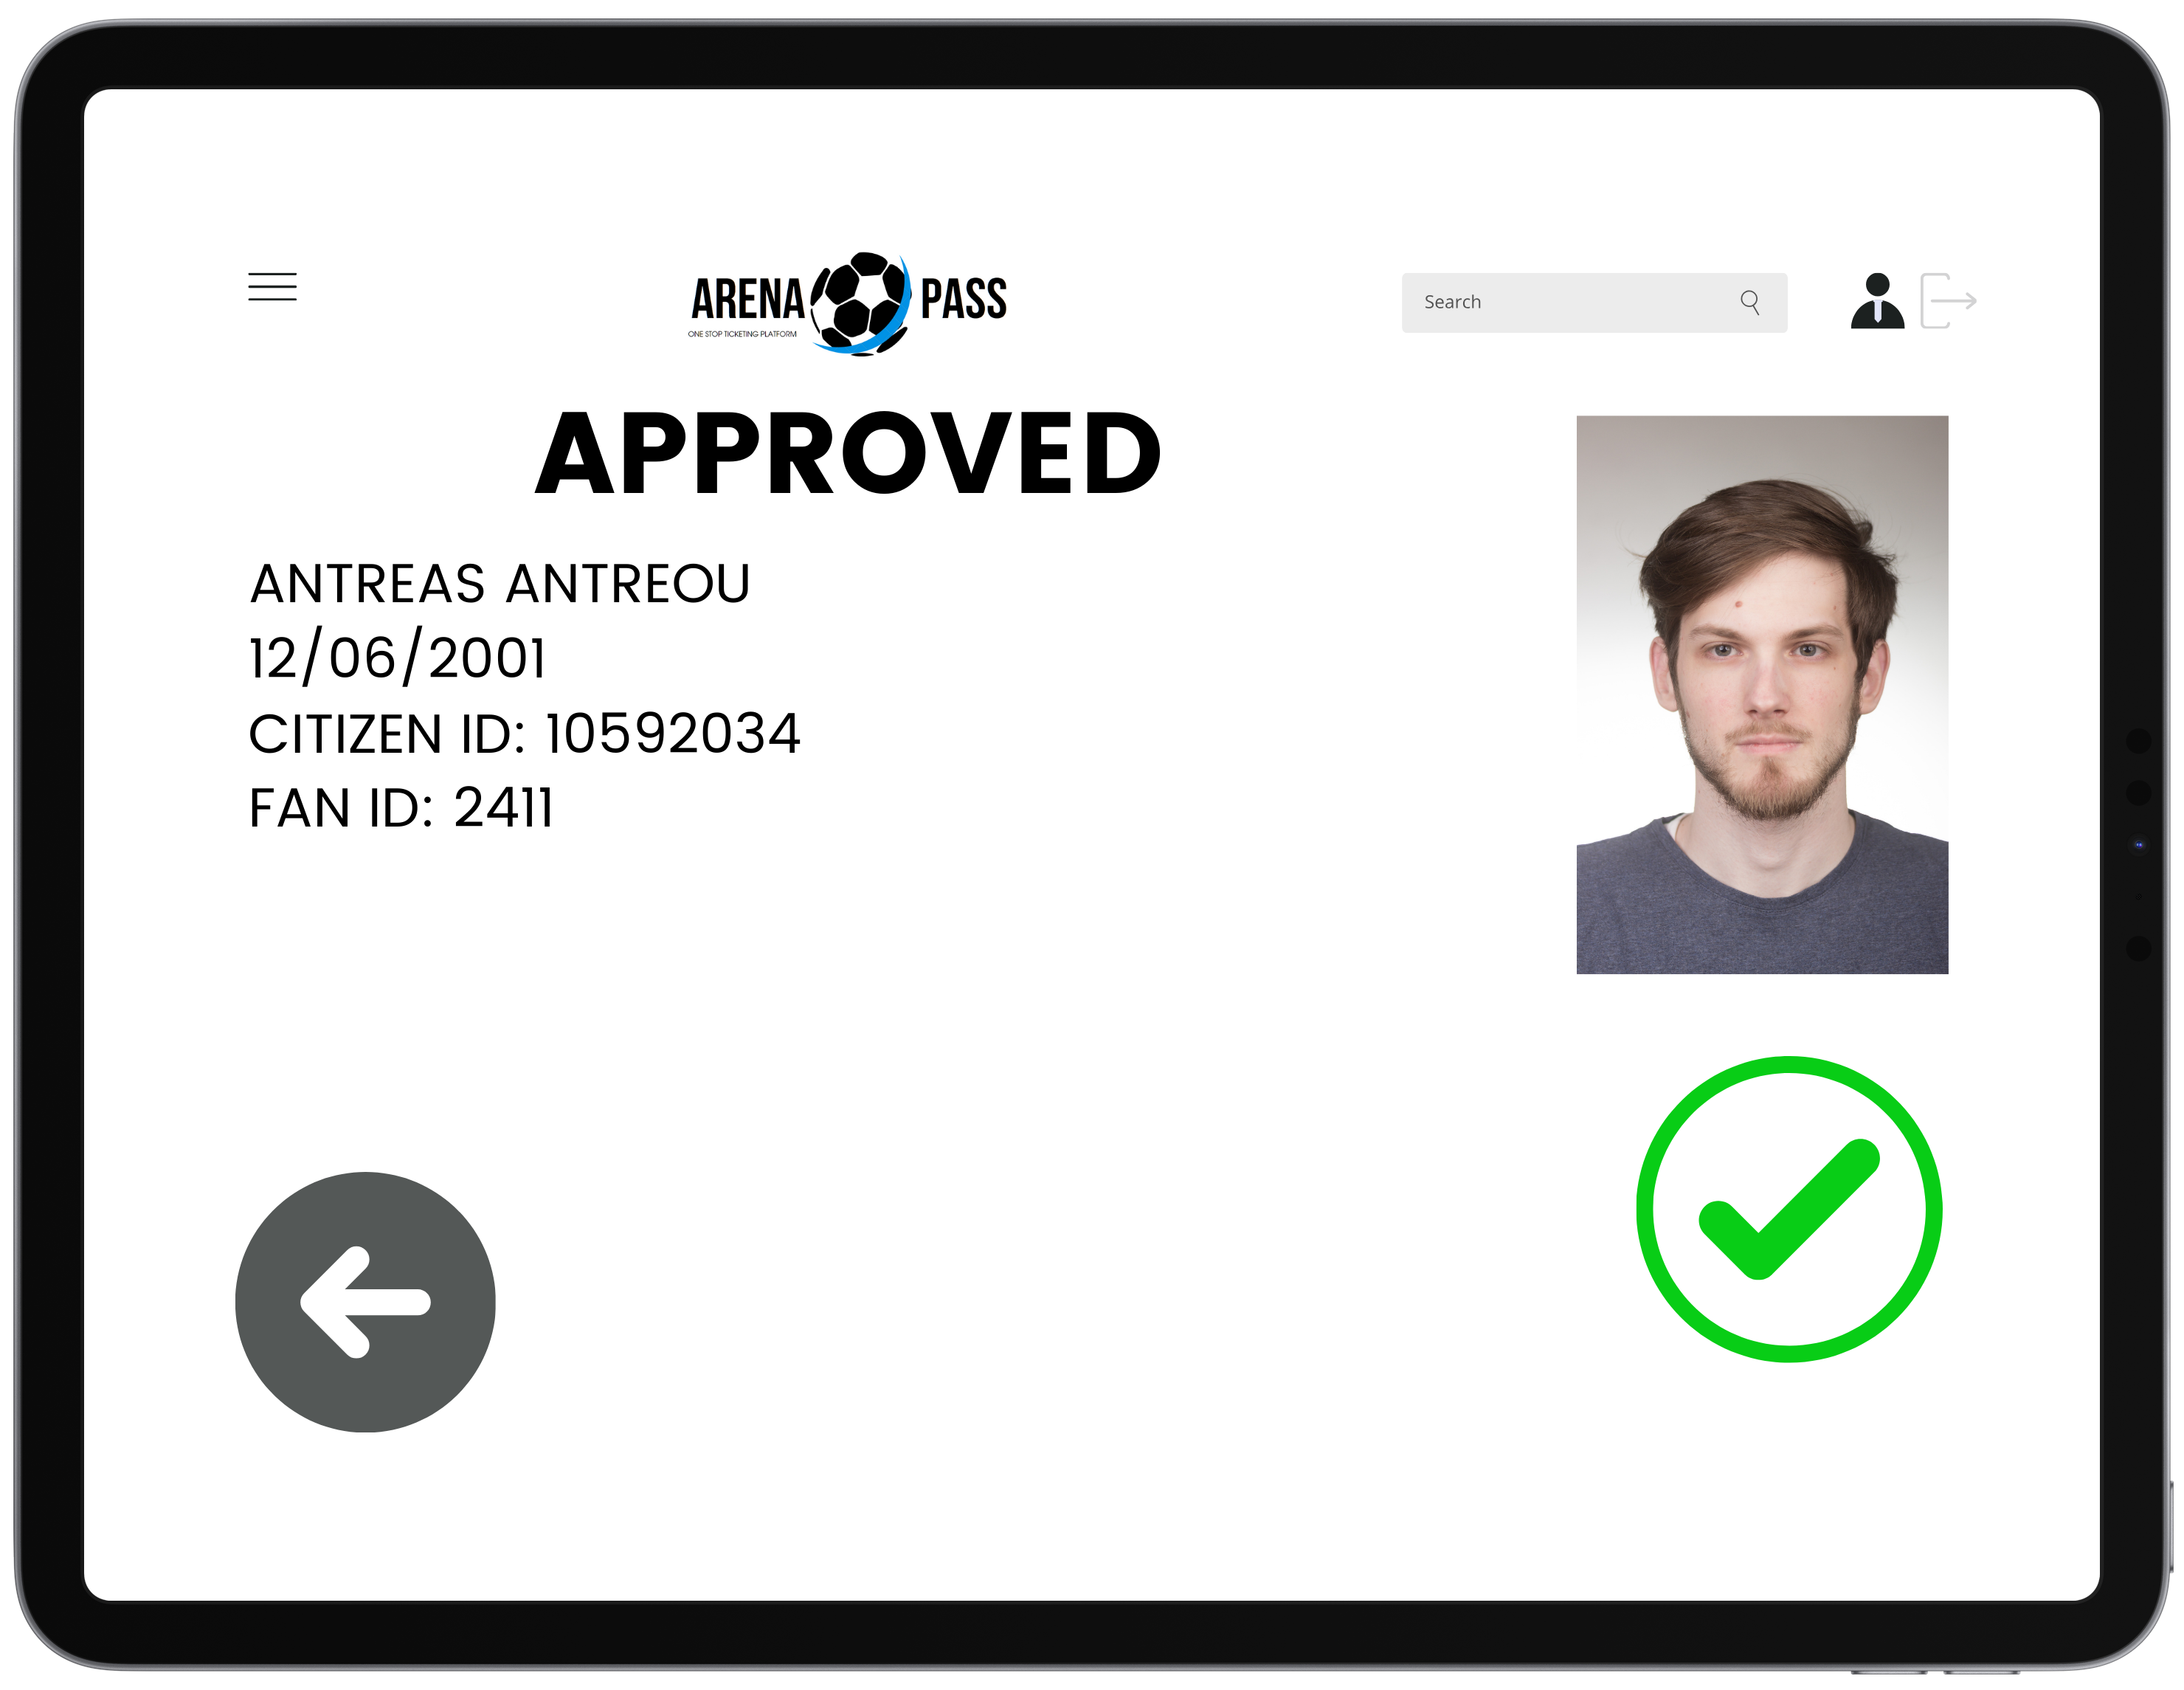 ARENA PASS
ONE STOP TICKETING PLATFORM
Search
APPROVED
ANTREAS ANTREOU
12/06/2001
CITIZEN ID: 10592034
FAN ID: 2411